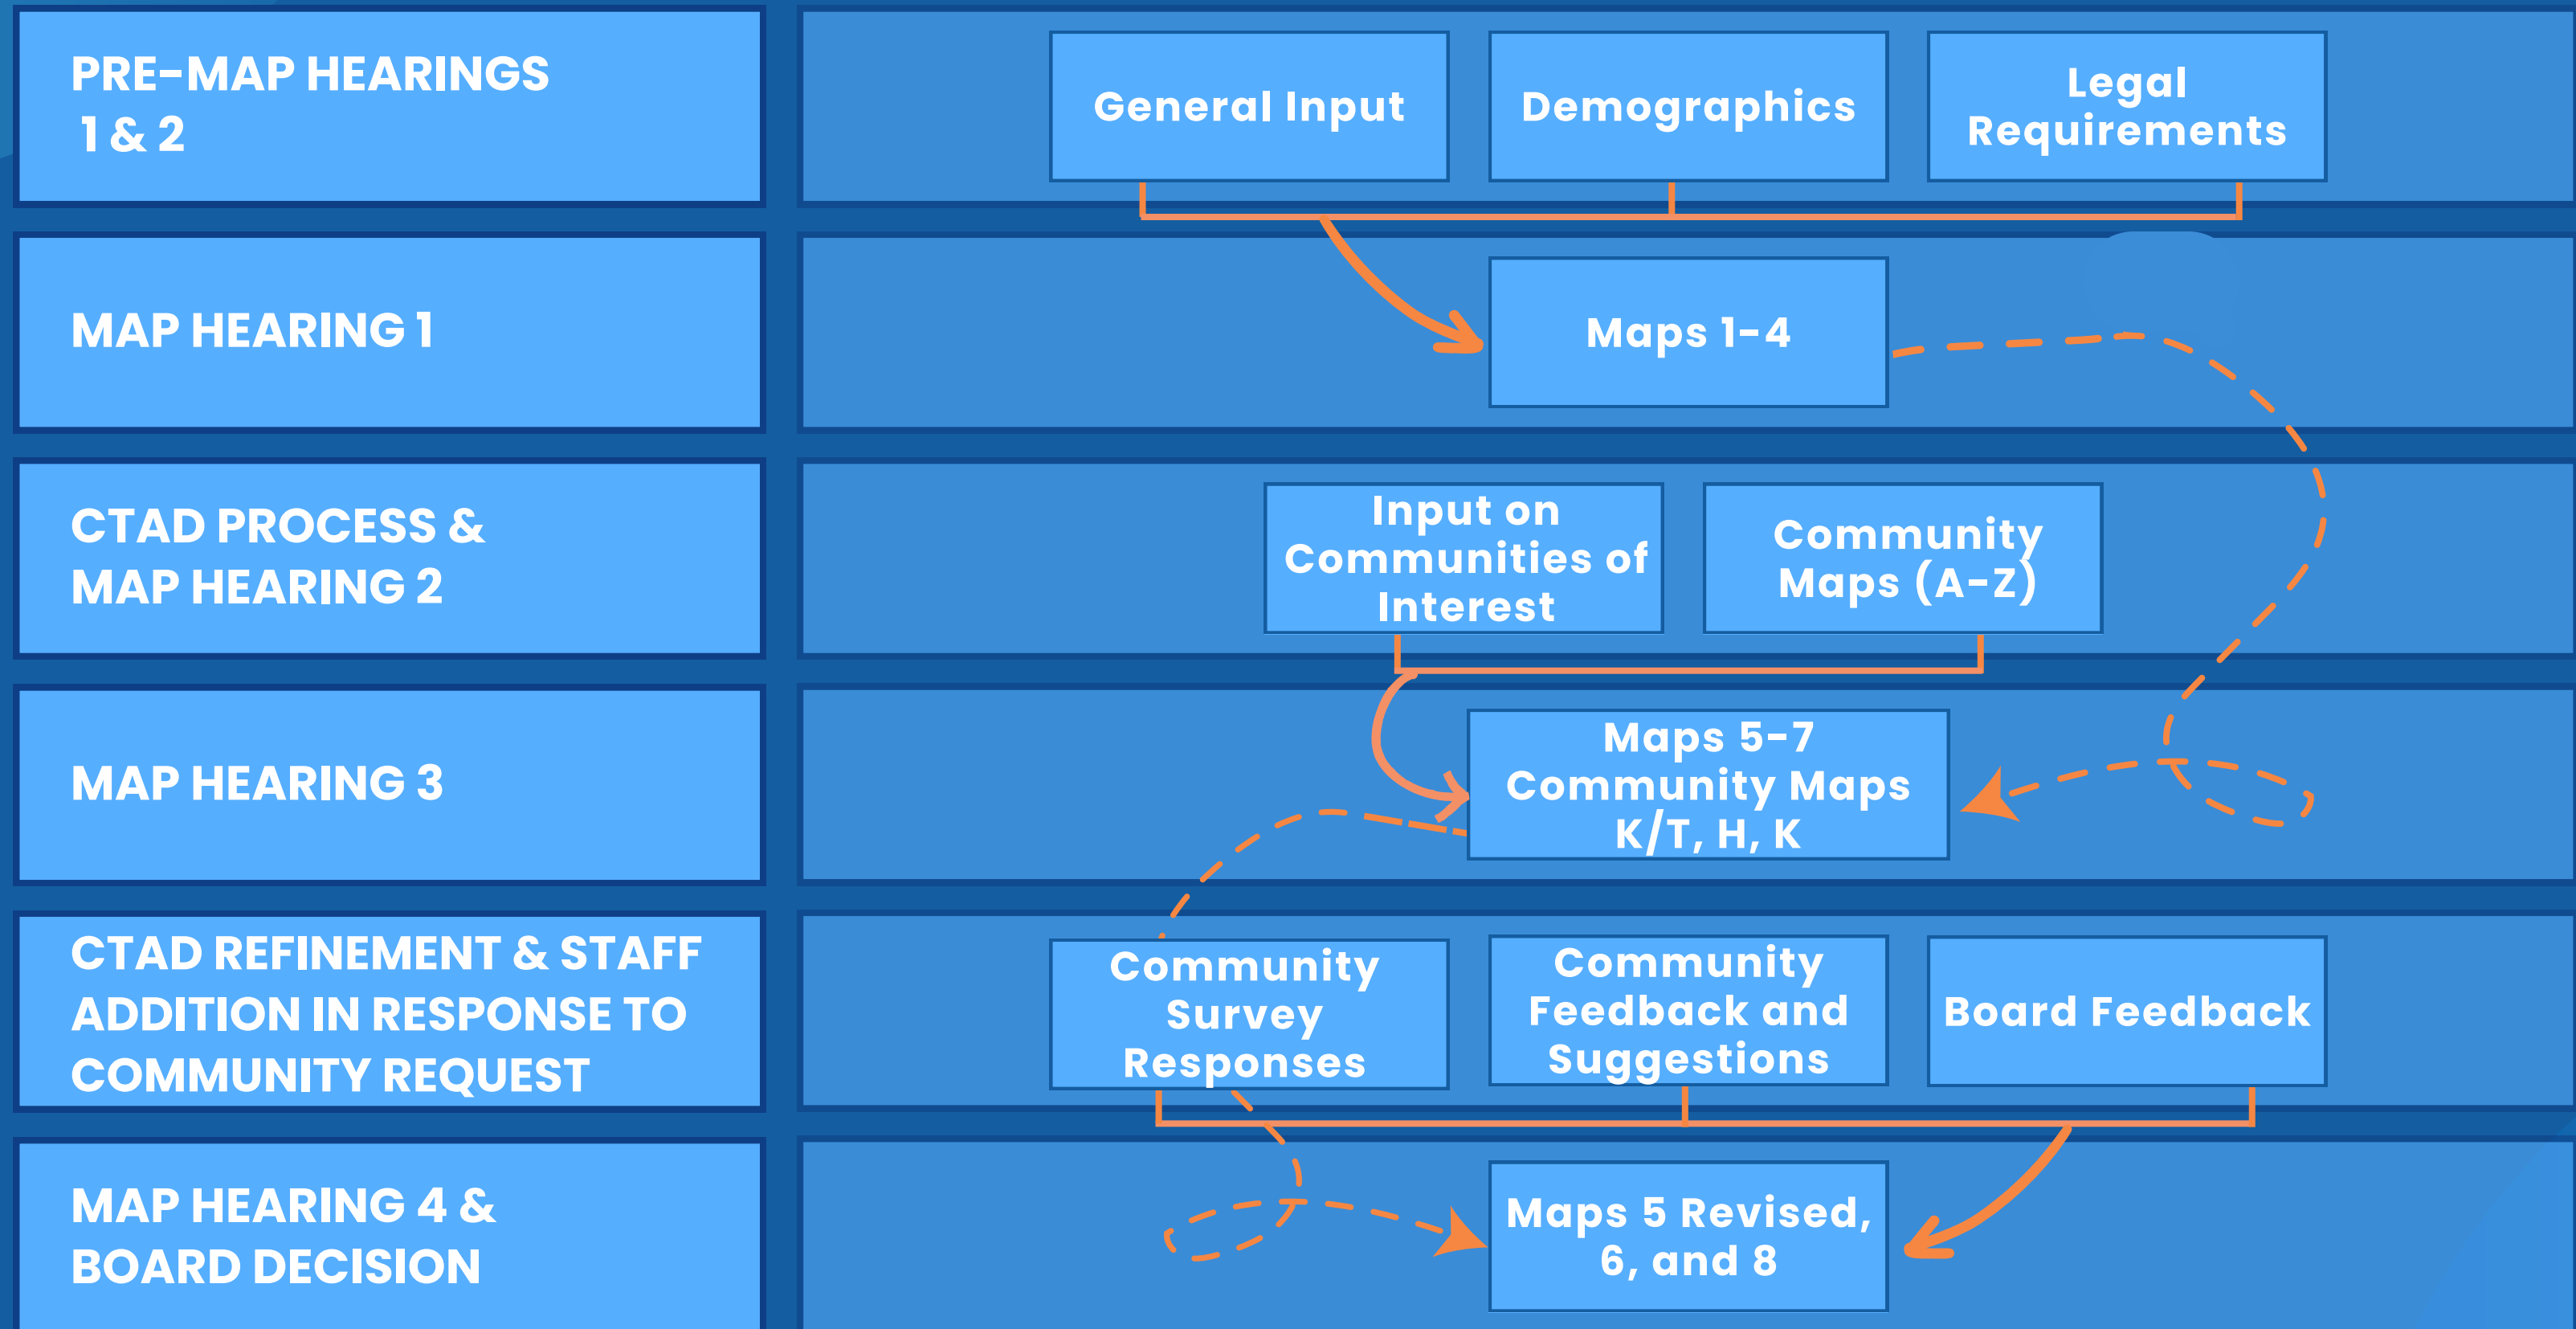 PRE-MAP HEARINGS
1 & 2
General Input
Demographics
Legal
Requirements
MAP HEARING 1
Maps 1-4
CTAD PROCESS &
MAP HEARING 2
Input on
Communities of
Interest
Community
Maps (A-Z)
MAP HEARING 3
Maps 5-7
Community Maps
K/T, H, K
CTAD REFINEMENT & STAFF
ADDITION IN RESPONSE TO
COMMUNITY REQUEST
Community
Survey
Responses
Community
Feedback and
Suggestions
Board Feedback
MAP HEARING 4 &
BOARD DECISION
Maps 5 Revised,
6, and 8